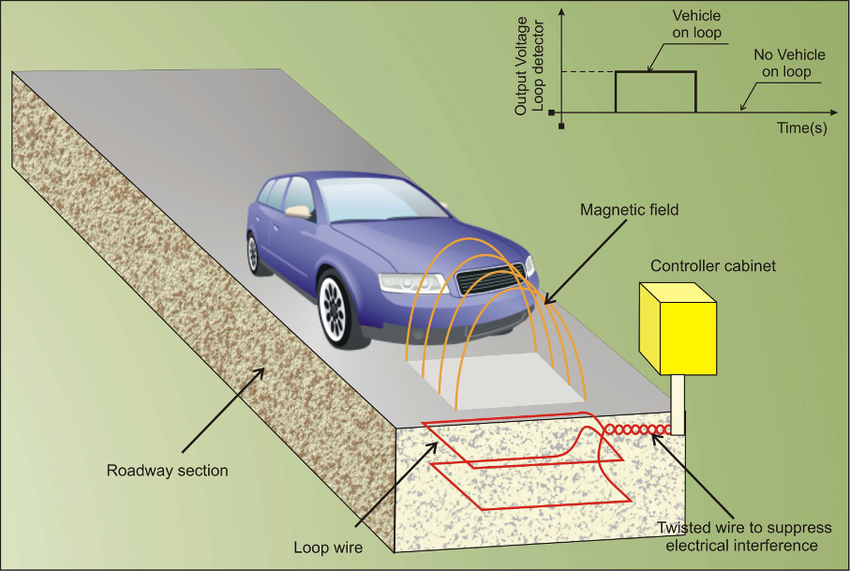 Output Voltage
Loop detector
Vehicle
on loop
No Vehicle
on loop
Time(s)
Magnetic field
Controller cabinet
Roadway section
Loop wire
Twisted wire to suppress
electrical interference